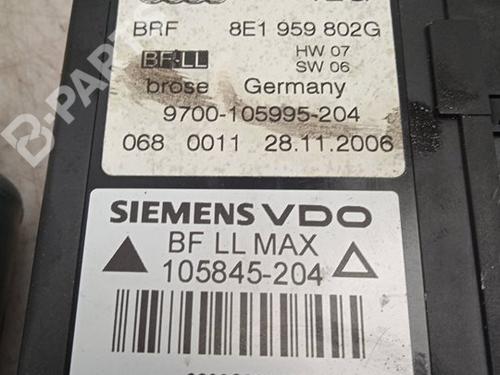 BRF 8E1 959 802G
BF-LL HW 07
SW 06
brose Germany
9700-105995-204
068 0011 28.11.2006
SIEMENS VDO
BF LL MAX
105845-204
B-PARTS